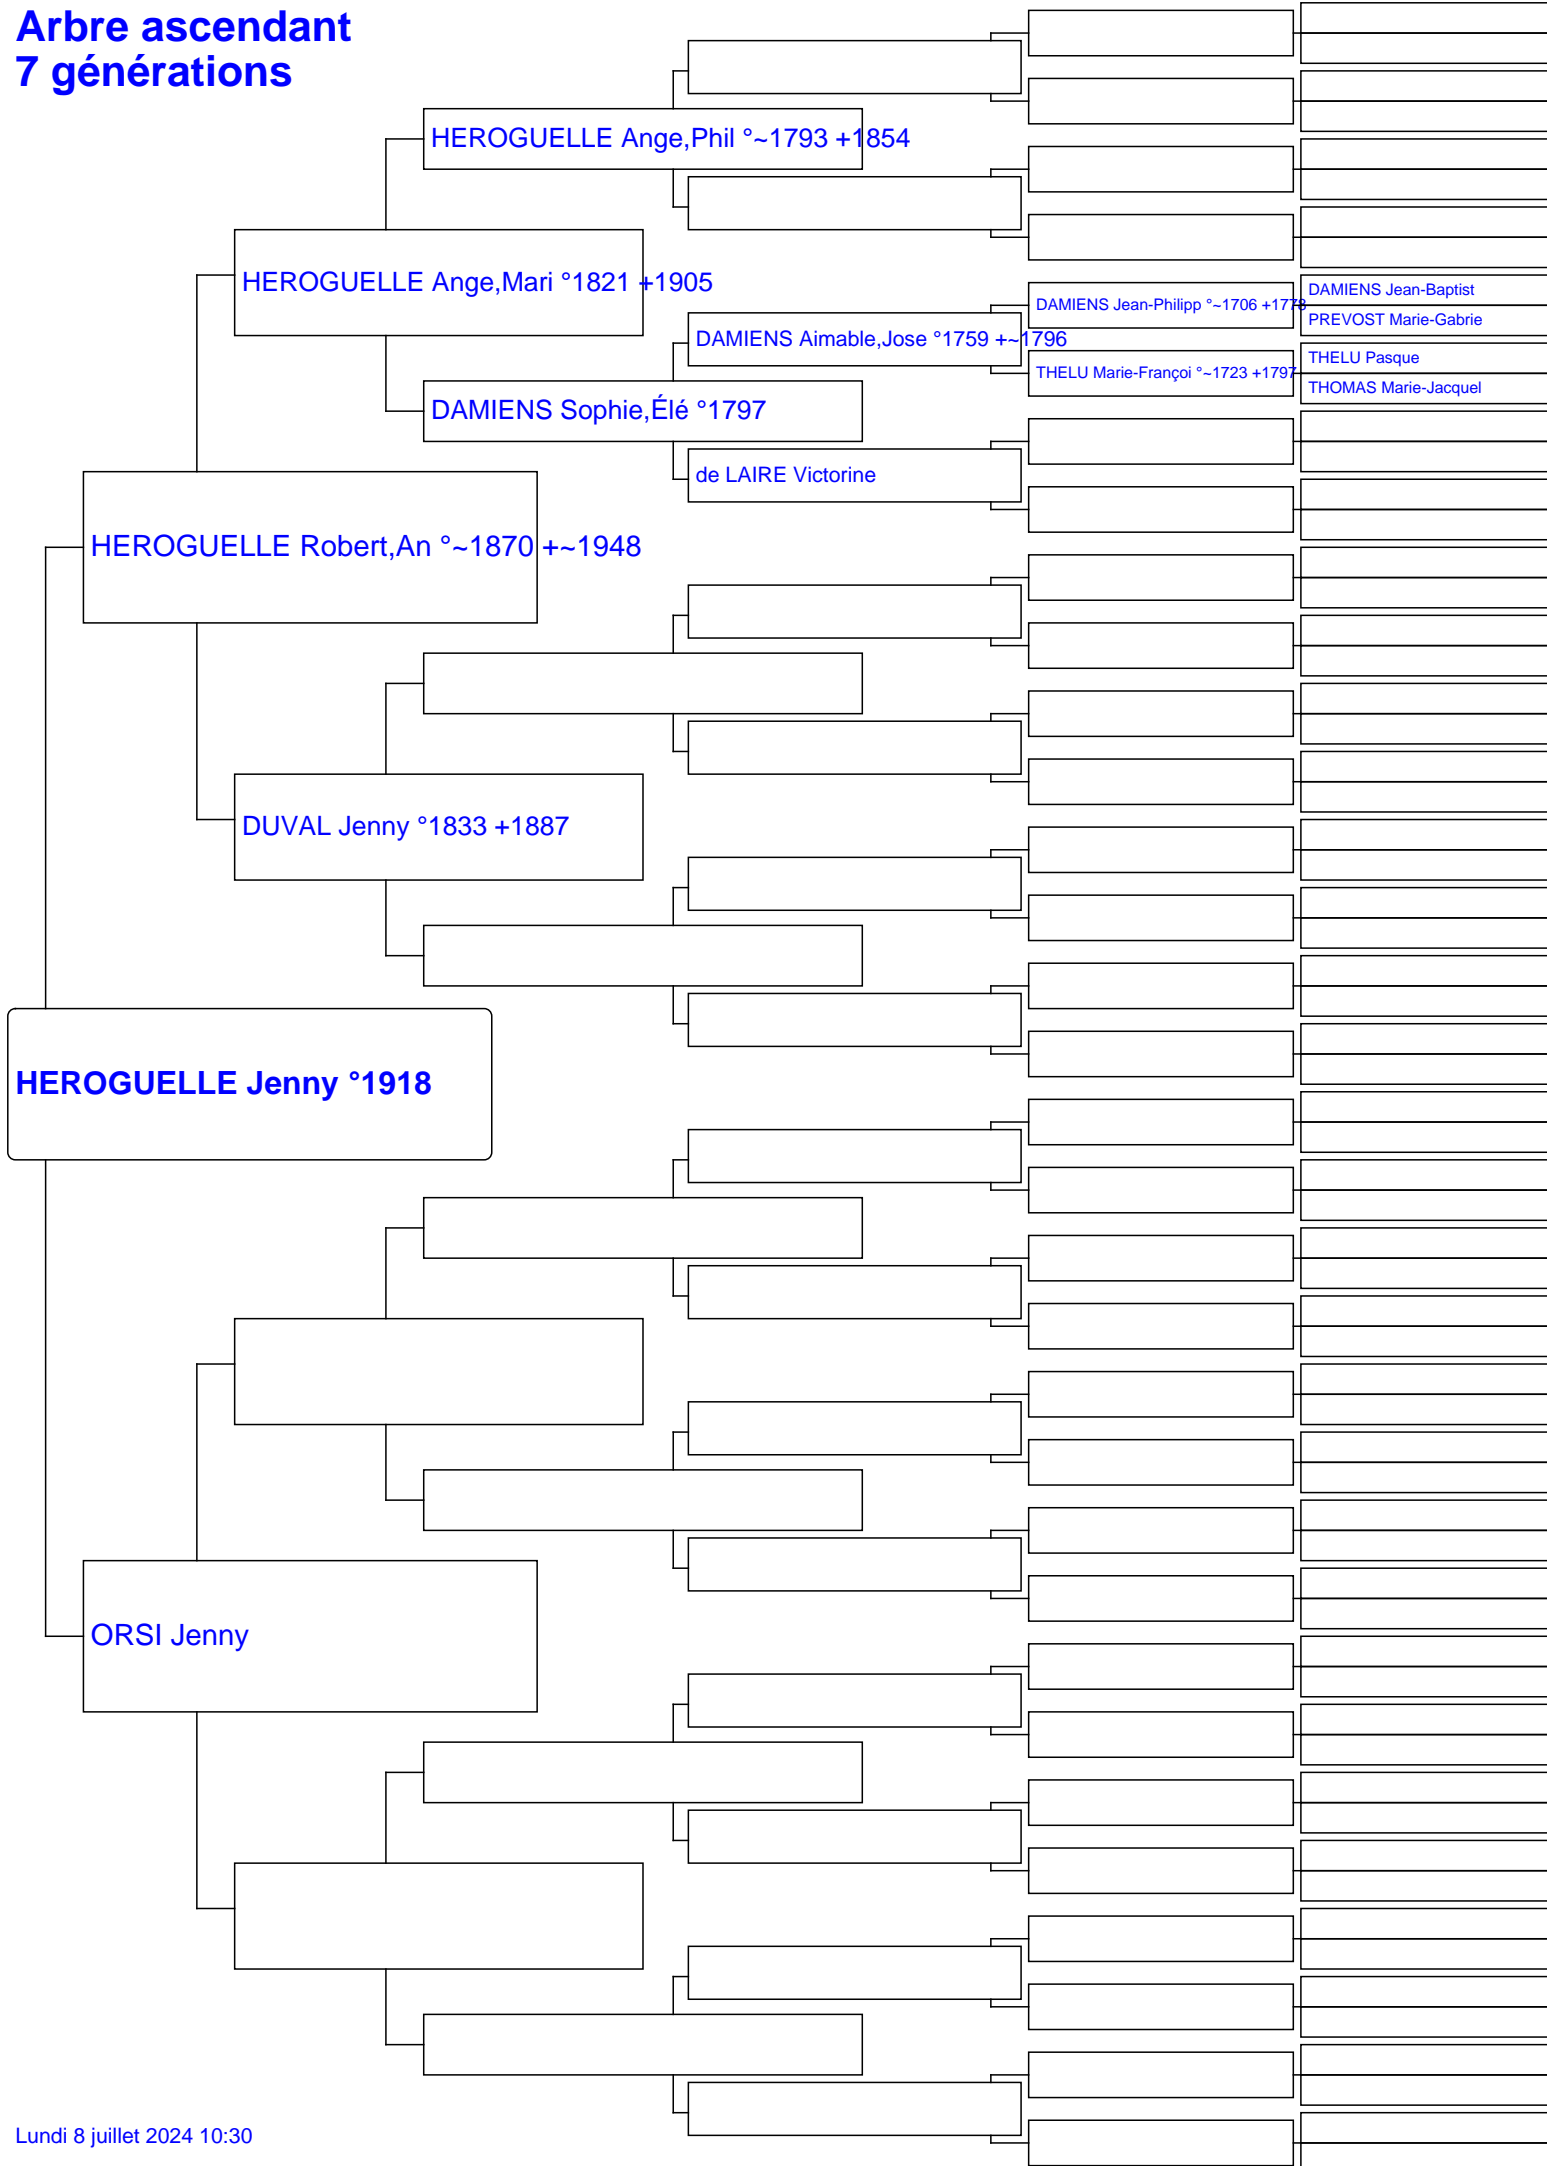 Arbre ascendant
7 générations
HEROGUELLE Ange,Phil °~1793 +1854
HEROGUELLE Ange,Mari °1821 +1905
DAMIENS Jean-Philipp °~1706 +1778
DAMIENS Jean-Baptist
PREVOST Marie-Gabrie
DAMIENS Aimable,Jose °1759 +~1796
THELU Marie-Françoi °~1723 +1797
THELU Pasque
THOMAS Marie-Jacquel
DAMIENS Sophie,Élé °1797
de LAIRE Victorine
HEROGUELLE Robert,An °~1870 +~1948
DUVAL Jenny °1833 +1887
HEROGUELLE Jenny °1918
ORSI Jenny
Lundi 8 juillet 2024 10:30